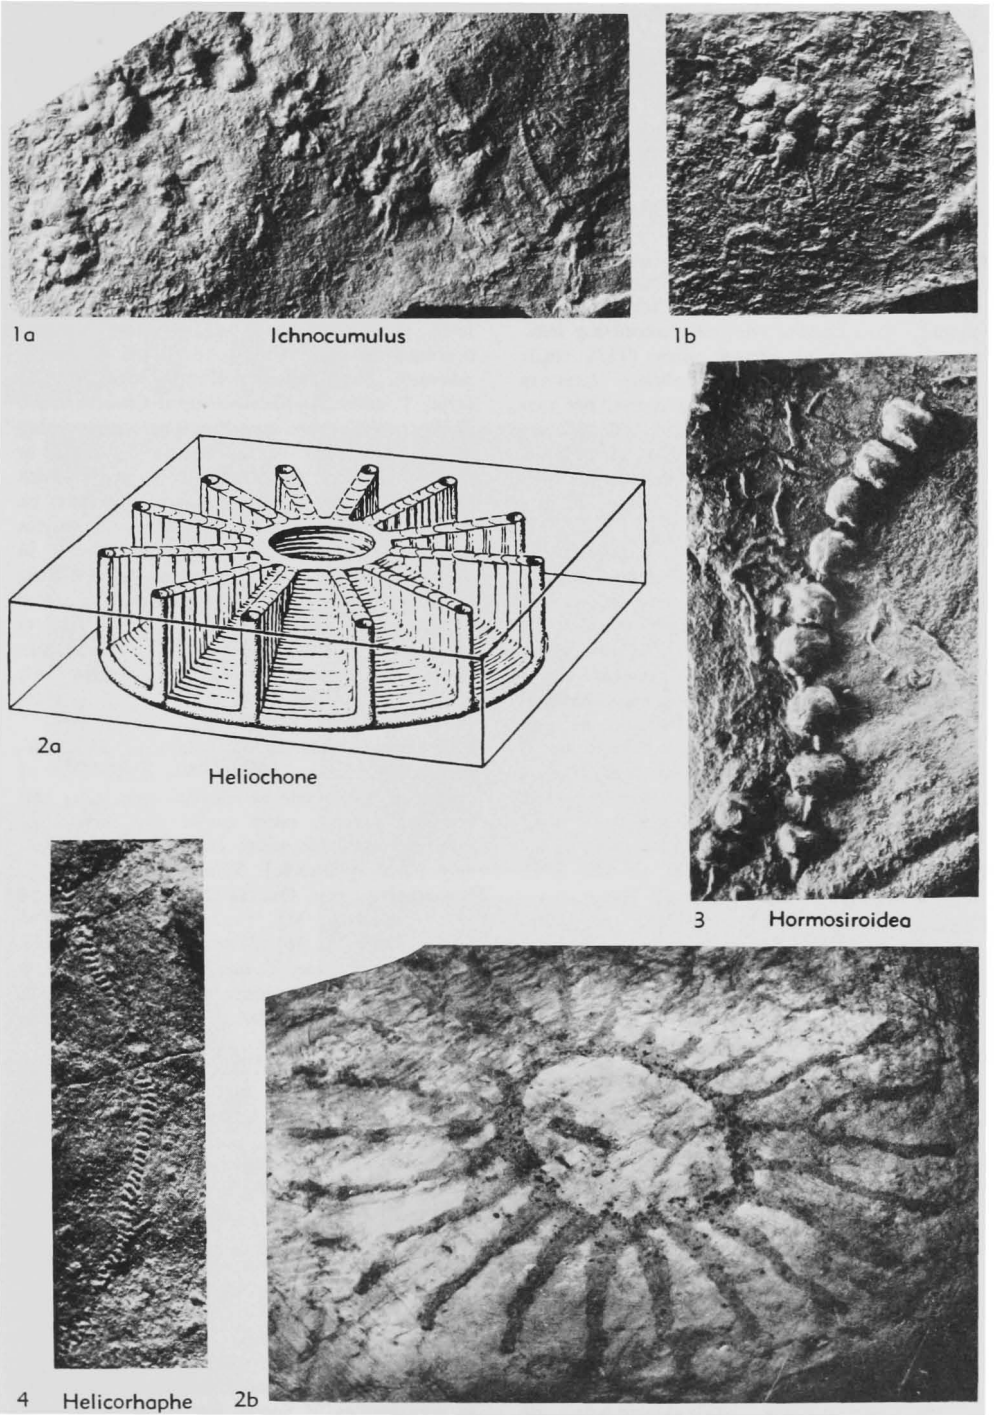 1a Ichnocumulus 1b
2a
Heliochone
3 Hormosiroidea
4 Helicorhaphe 2b